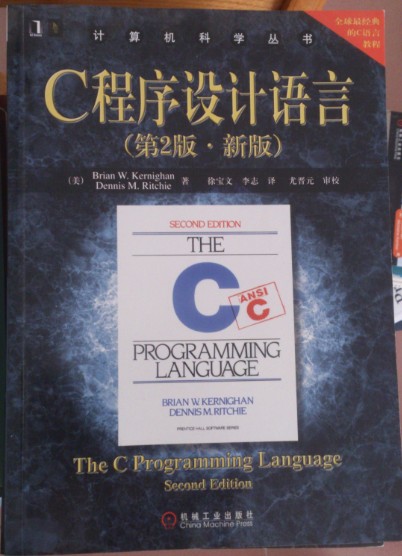 计算机科学丛书
全球最经典
的C语言
教程
C程序设计语言
(第2版·新版)
(美) Brian W. Kernighan
Dennis M. Ritchie 著 徐宝文 李志 译 尤晋元 审校
SECOND EDITION
THE
C
ANSI
C
PROGRAMMING
LANGUAGE
BRIAN W. KERNIGHAN
DENNIS M. RITCHIE
PRENTICE HALL SOFTWARE SERIES
The C Programming Language
Second Edition
机械工业出版社
China Machine Press